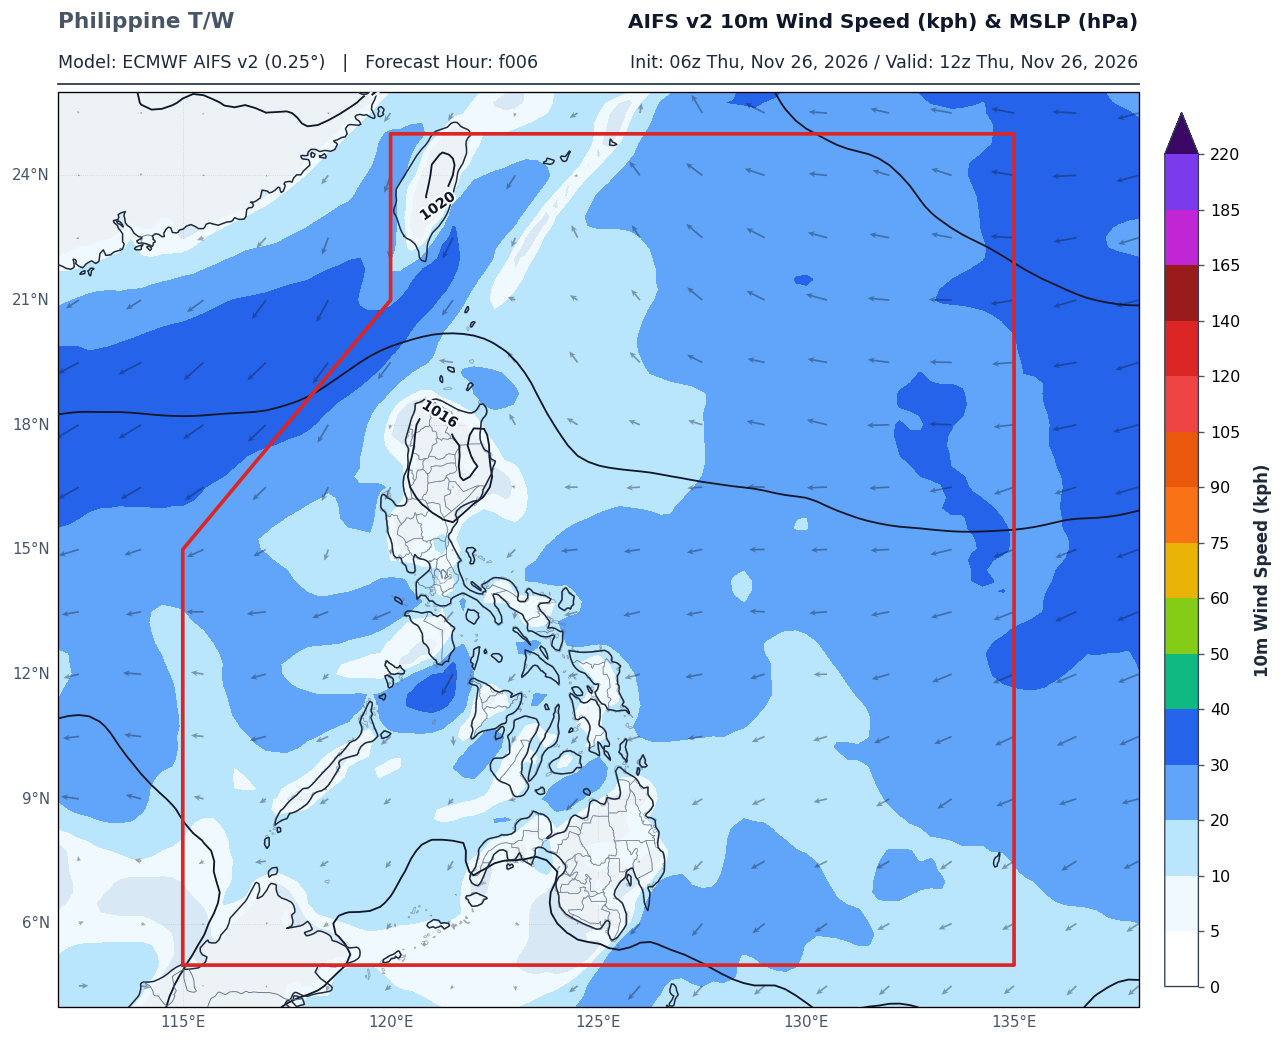 Philippine T/W
AIFS v2 10m Wind Speed (kph) & MSLP (hPa)
Model: ECMWF AIFS v2 (0.25°) | Forecast Hour: f006
Init: 06z Thu, Nov 26, 2026 / Valid: 12z Thu, Nov 26, 2026
24°N
21°N
18°N
15°N
12°N
9°N
6°N
1020
1016
115°E
120°E
125°E
130°E
135°E
220
185
165
140
120
105
90
75
60
50
40
30
20
10
5
0
10m Wind Speed (kph)